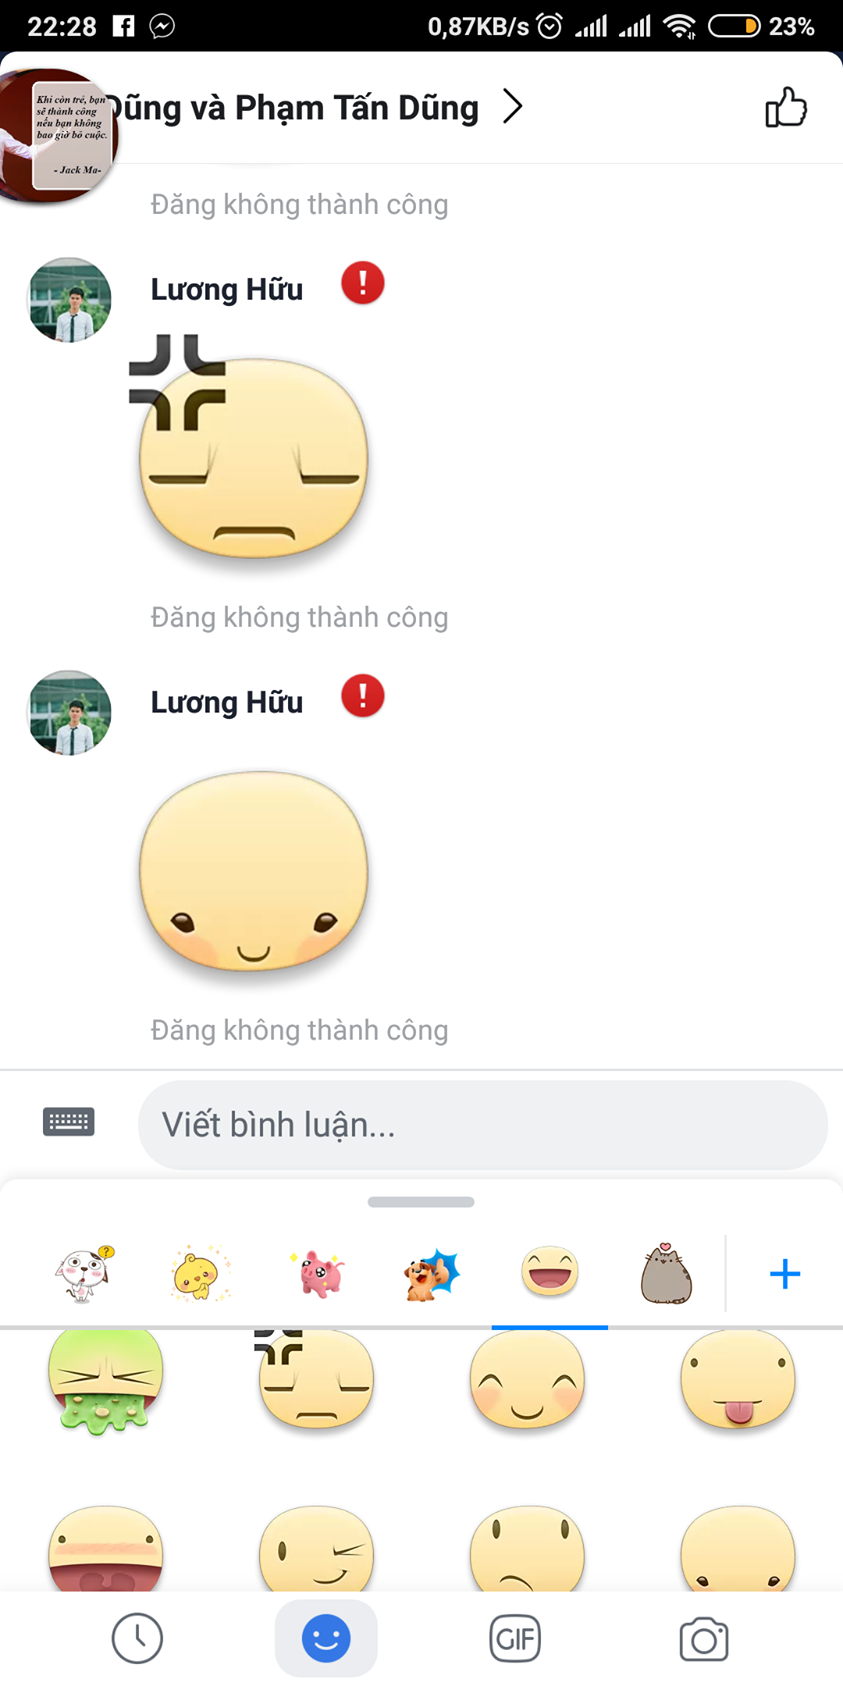 22:28
0,87KB/s
23%
Khi còn trẻ, bạn
sẽ thành công
nếu bạn không
bao giờ bỏ cuộc.
- Jack Ma-
Dũng và Phạm Tấn Dũng
Đăng không thành công
Lương Hữu
Đăng không thành công
Lương Hữu
Đăng không thành công
Viết bình luận...
GIF